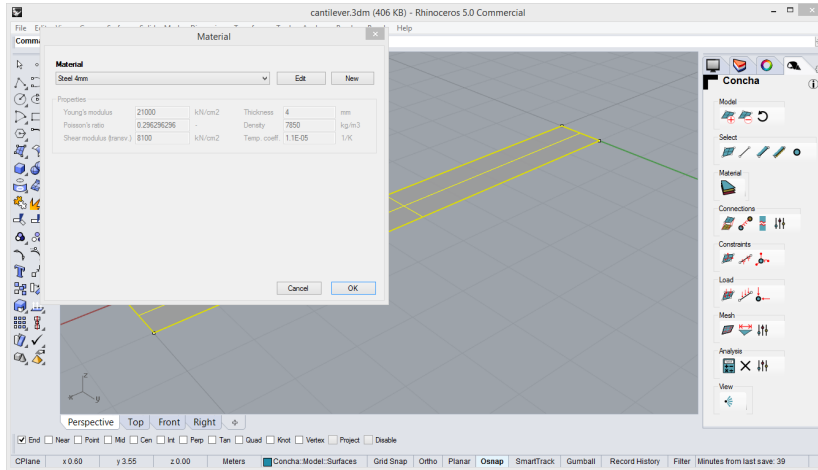 cantilever.3dm (406 KB) - Rhinoceros 5.0 Commercial
File
Help
Material
Material
Steel 4mm
Edit
New
Properties
Young's modulus 21000 kN/cm2 Thickness 4 mm
Poisson's ratio 0.296296296 - Density 7850 kg/m3
Shear modulus (transv.) 8100 kN/cm2 Temp. coeff. 1.1E-05 1/K
Cancel
OK
Concha
Model
Select
Material
Connections
Constraints
Load
Mesh
Analysis
View
z
x
y
Perspective Top Front Right
End Near Point Mid Cen Int Perp Tan Quad Knot Vertex Project Disable
CPlane x 0.60 y 3.55 z 0.00 Meters Concha::Model::Surfaces Grid Snap Ortho Planar Osnap SmartTrack Gumball Record History Filter Minutes from last save: 39